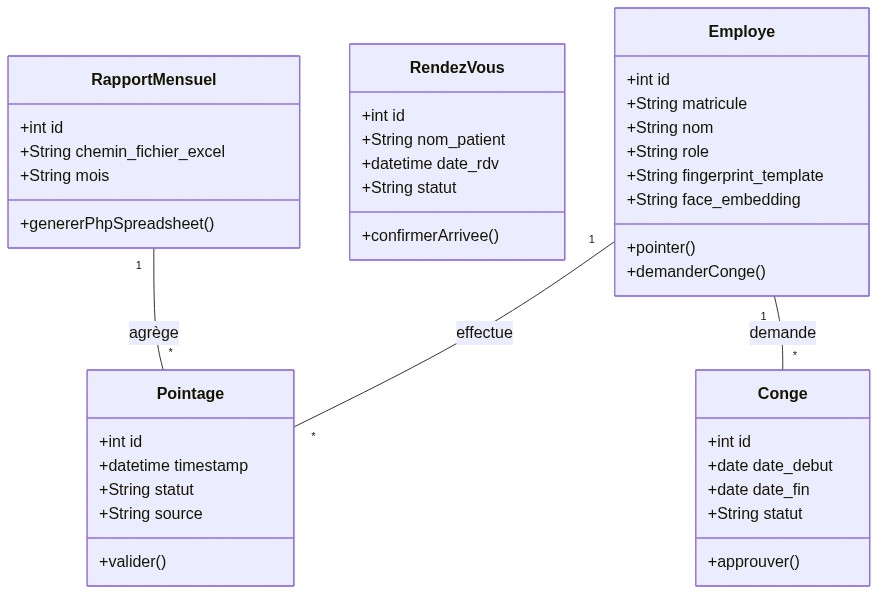 RapportMensuel
+int id
+String chemin_fichier_excel
+String mois
+genererPhpSpreadsheet()
RendezVous
+int id
+String nom_patient
+datetime date_rdv
+String statut
+confirmerArrivee()
Employe
+int id
+String matricule
+String nom
+String role
+String fingerprint_template
+String face_embedding
+pointer()
+demanderConge()
1
agrège
*
1
effectue
*
1
demande
*
Pointage
+int id
+datetime timestamp
+String statut
+String source
+valider()
Conge
+int id
+date date_debut
+date date_fin
+String statut
+approuver()